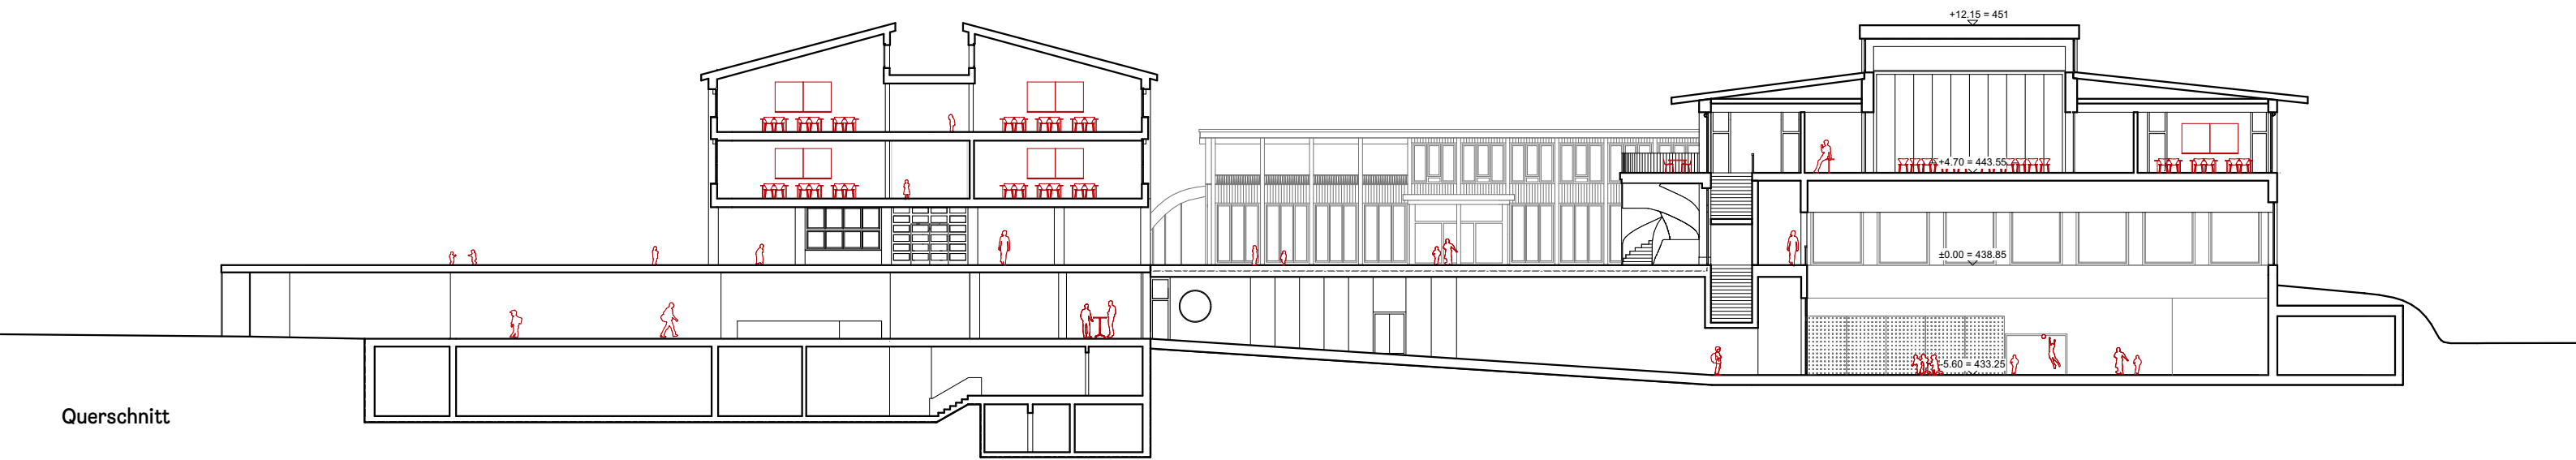 +12.15 = 451
+4.70 = 443.55
±0.00 = 438.85
-5.60 = 433.25
Querschnitt